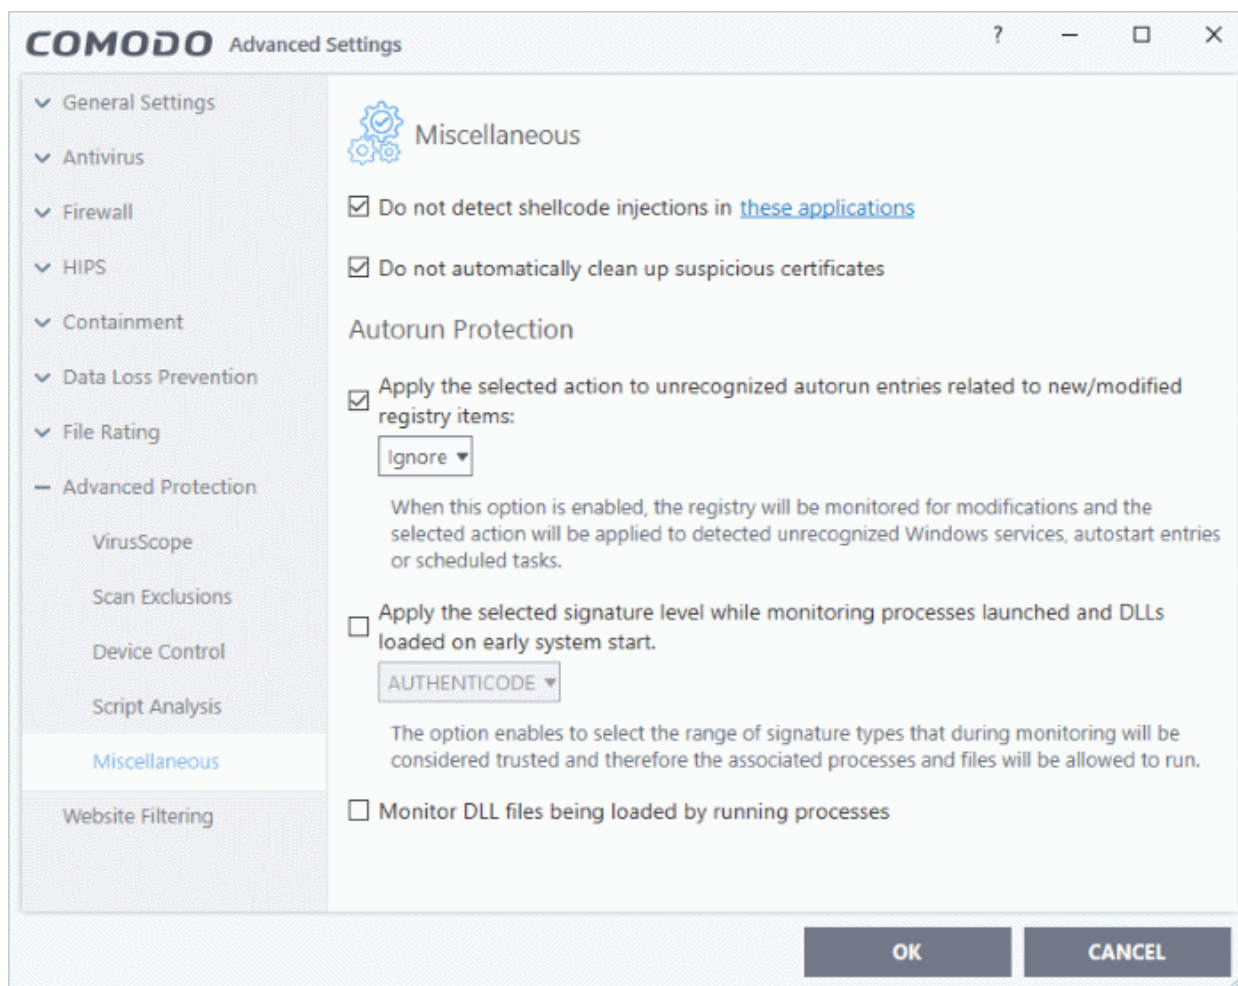 COMODO Advanced Settings
?
General Settings
Antivirus
Firewall
HIPS
Containment
Data Loss Prevention
File Rating
Advanced Protection
VirusScope
Scan Exclusions
Device Control
Script Analysis
Miscellaneous
Website Filtering
Miscellaneous
Do not detect shellcode injections in these applications
Do not automatically clean up suspicious certificates
Autorun Protection
Apply the selected action to unrecognized autorun entries related to new/modified
registry items:
Ignore
When this option is enabled, the registry will be monitored for modifications and the
selected action will be applied to detected unrecognized Windows services, autostart entries
or scheduled tasks.
Apply the selected signature level while monitoring processes launched and DLLs
loaded on early system start.
AUTHENTICODE
The option enables to select the range of signature types that during monitoring will be
considered trusted and therefore the associated processes and files will be allowed to run.
Monitor DLL files being loaded by running processes
OK
CANCEL